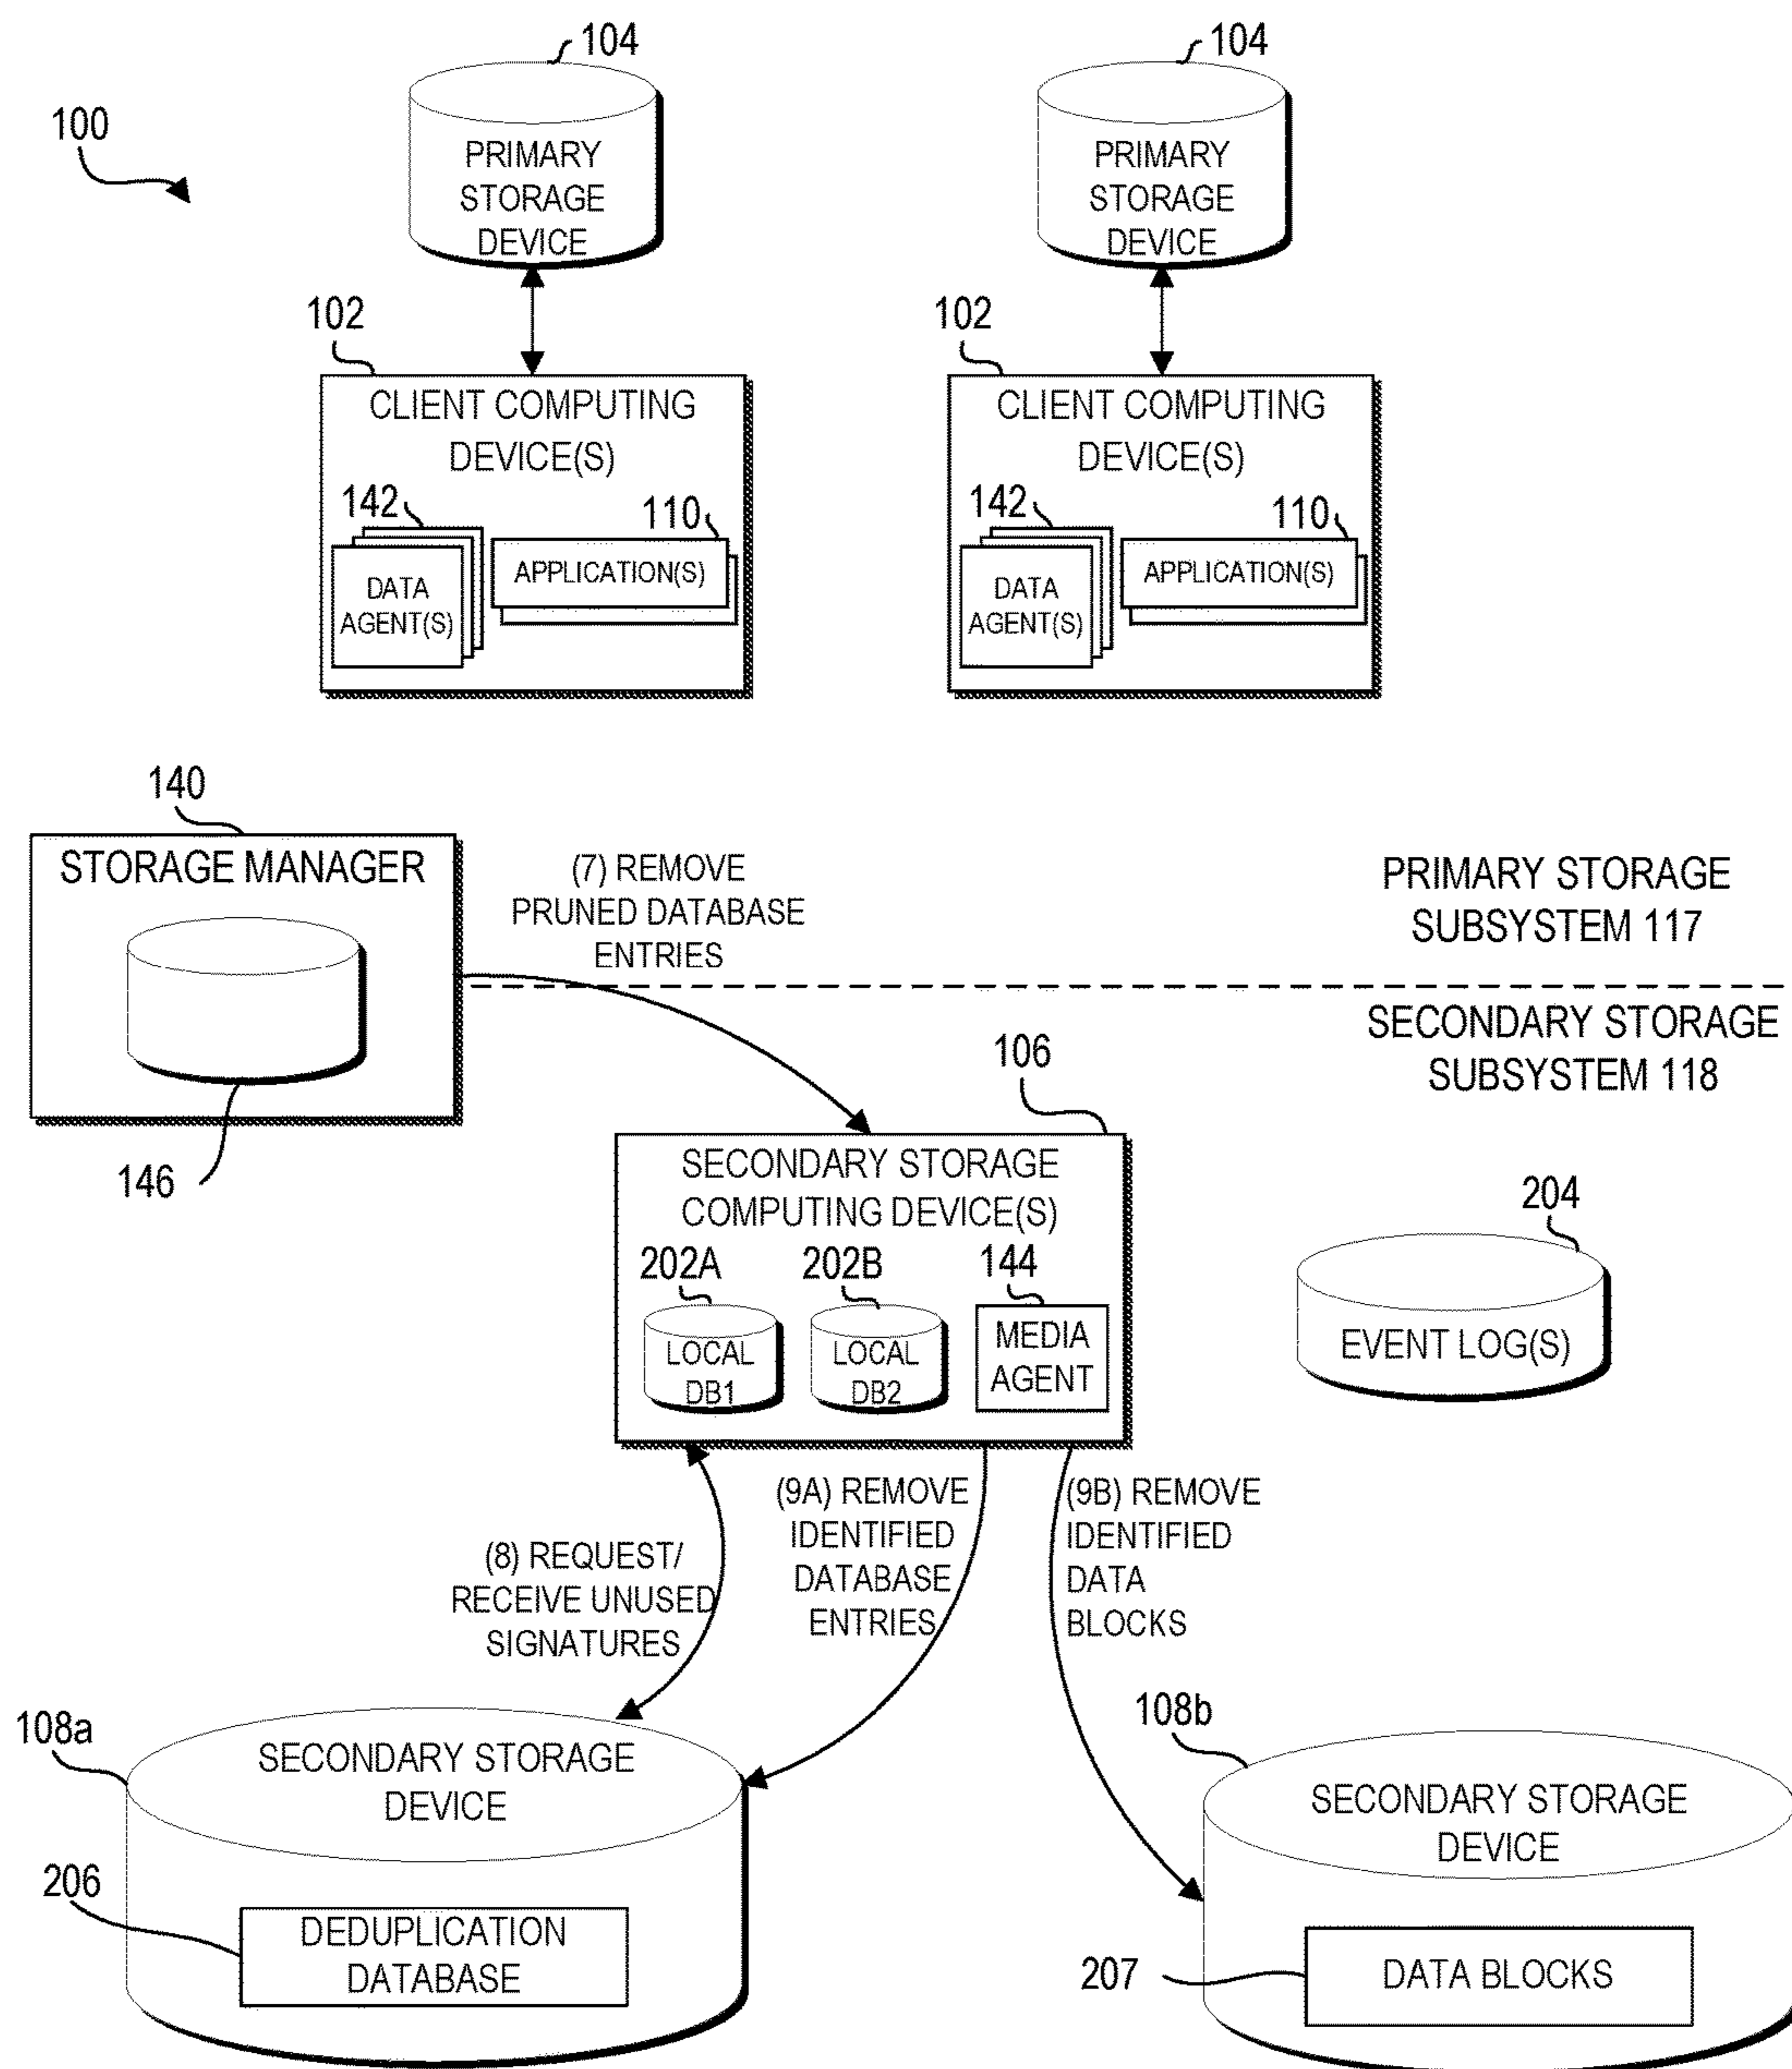 104
104
100
PRIMARY
STORAGE
DEVICE
PRIMARY
STORAGE
DEVICE
102
102
CLIENT COMPUTING
DEVICE(S)
142
110
DATA
AGENT(S)
APPLICATION(S)
CLIENT COMPUTING
DEVICE(S)
142
110
DATA
AGENT(S)
APPLICATION(S)
140
STORAGE MANAGER
146
(7) REMOVE
PRUNED DATABASE
ENTRIES
PRIMARY STORAGE
SUBSYSTEM 117
SECONDARY STORAGE
SUBSYSTEM 118
106
SECONDARY STORAGE
COMPUTING DEVICE(S)
202A
202B
144
LOCAL
DB1
LOCAL
DB2
MEDIA
AGENT
204
EVENT LOG(S)
(8) REQUEST/
RECEIVE UNUSED
SIGNATURES
(9A) REMOVE
IDENTIFIED
DATABASE
ENTRIES
(9B) REMOVE
IDENTIFIED
DATA
BLOCKS
108a
SECONDARY STORAGE
DEVICE
206
DEDUPLICATION
DATABASE
108b
SECONDARY STORAGE
DEVICE
207
DATA BLOCKS